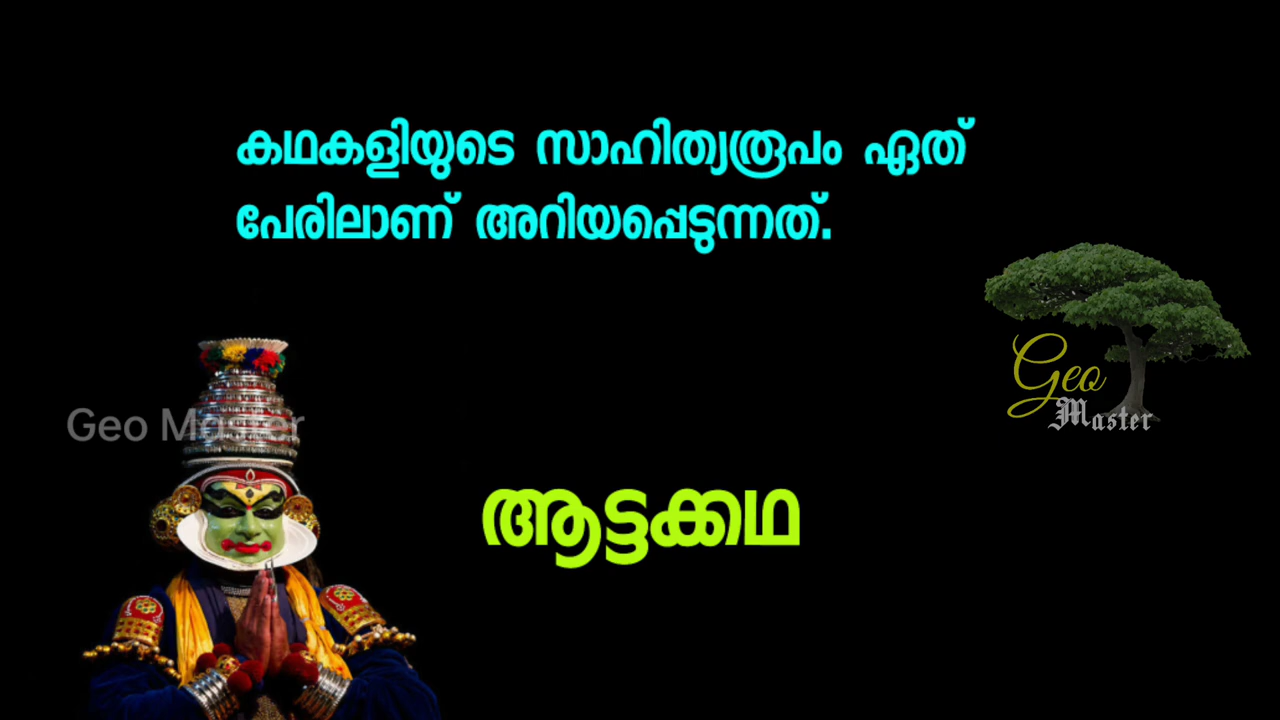 കഥകളിയുടെ സാഹിത്യരൂപം ഏത്
പേരിലാണ് അറിയപ്പെടുന്നത്.
Geo
Master
Geo Master
ആട്ടക്കഥ